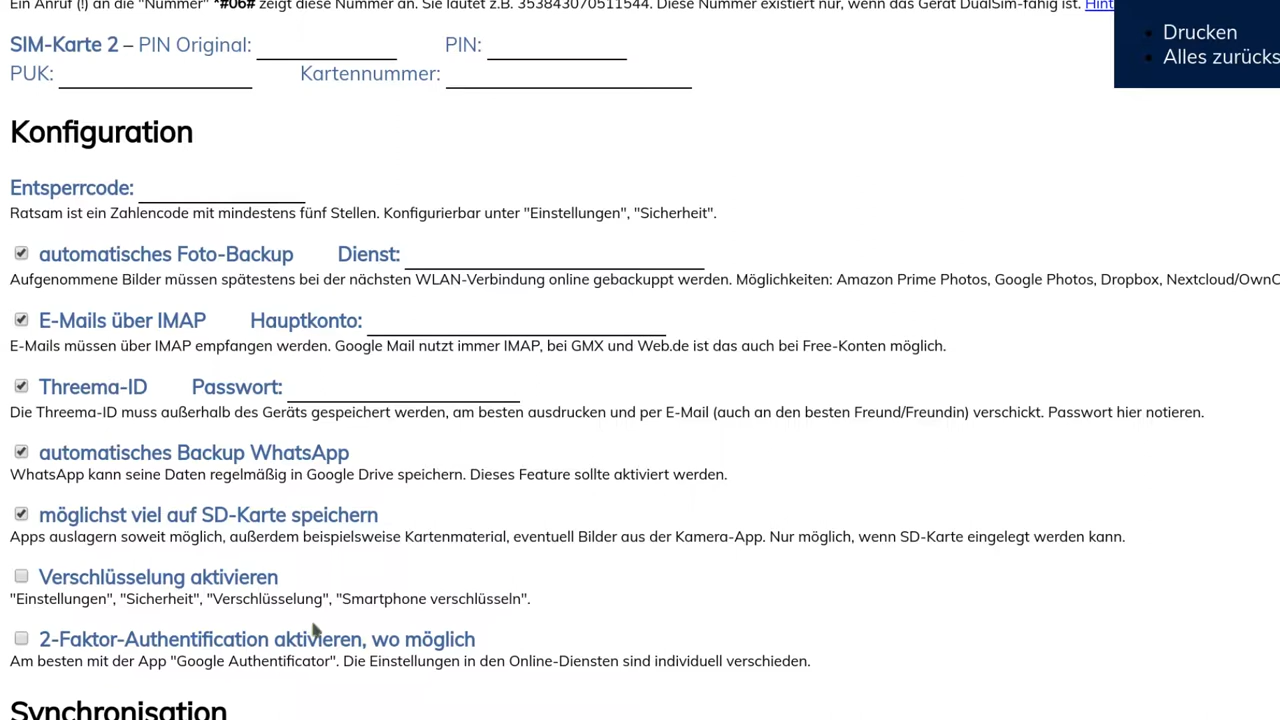 Ein Anruf (!) an die "Nummer" *#06# zeigt diese Nummer an. Sie lautet z.B. 353843070511544. Diese Nummer existiert nur, wenn das Gerät DualSim-fähig ist. Hint
Drucken
Alles zurücks
SIM-Karte 2 – PIN Original: PIN:
PUK: Kartennummer:
Konfiguration
Entsperrcode:
Ratsam ist ein Zahlencode mit mindestens fünf Stellen. Konfigurierbar unter "Einstellungen", "Sicherheit".
automatisches Foto-Backup Dienst:
Aufgenommene Bilder müssen spätestens bei der nächsten WLAN-Verbindung online gebackuppt werden. Möglichkeiten: Amazon Prime Photos, Google Photos, Dropbox, Nextcloud/OwnC
E-Mails über IMAP Hauptkonto:
E-Mails müssen über IMAP empfangen werden. Google Mail nutzt immer IMAP, bei GMX und Web.de ist das auch bei Free-Konten möglich.
Threema-ID Passwort:
Die Threema-ID muss außerhalb des Geräts gespeichert werden, am besten ausdrucken und per E-Mail (auch an den besten Freund/Freundin) verschickt. Passwort hier notieren.
automatisches Backup WhatsApp
WhatsApp kann seine Daten regelmäßig in Google Drive speichern. Dieses Feature sollte aktiviert werden.
möglichst viel auf SD-Karte speichern
Apps auslagern soweit möglich, außerdem beispielsweise Kartenmaterial, eventuell Bilder aus der Kamera-App. Nur möglich, wenn SD-Karte eingelegt werden kann.
Verschlüsselung aktivieren
"Einstellungen", "Sicherheit", "Verschlüsselung", "Smartphone verschlüsseln".
2-Faktor-Authentification aktivieren, wo möglich
Am besten mit der App "Google Authentificator". Die Einstellungen in den Online-Diensten sind individuell verschieden.
Synchronisation